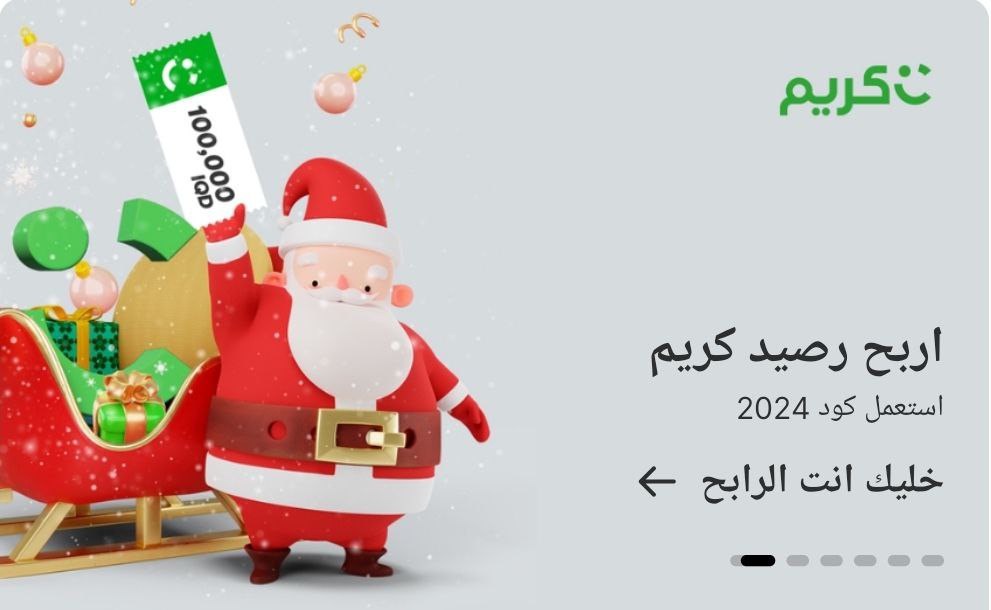 كريم
100,000
IQD
اربح رصيد كريم
استعمل كود 2024
خليك انت الرابح ←